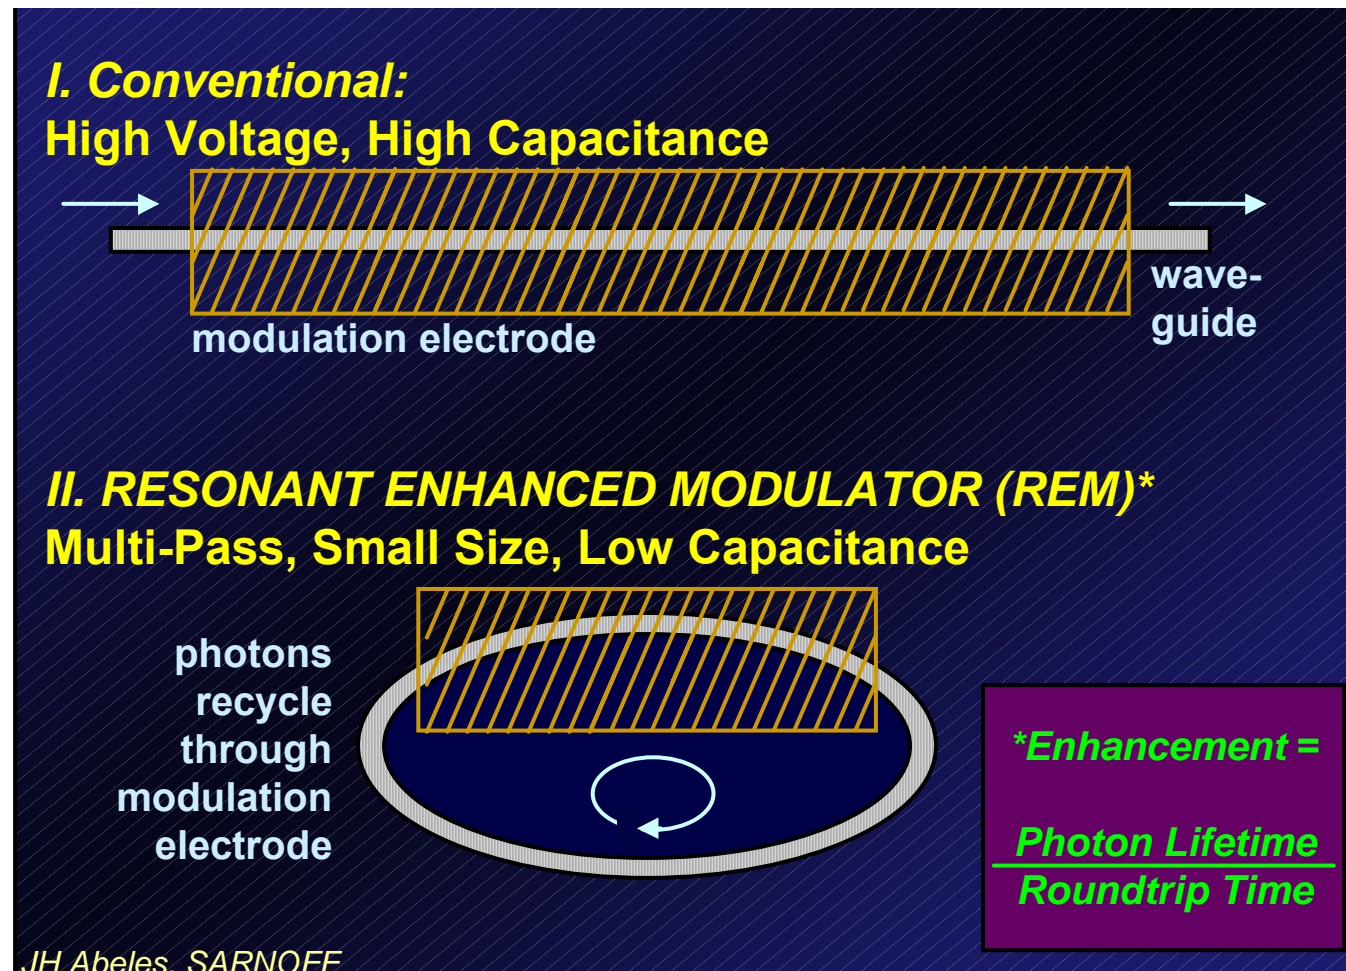 I. Conventional:
High Voltage, High Capacitance
wave-
guide
modulation electrode
II. RESONANT ENHANCED MODULATOR (REM)*
Multi-Pass, Small Size, Low Capacitance
photons
recycle
through
modulation
electrode
*Enhancement =
Photon Lifetime
Roundtrip Time
JH Abeles, SARNOFF